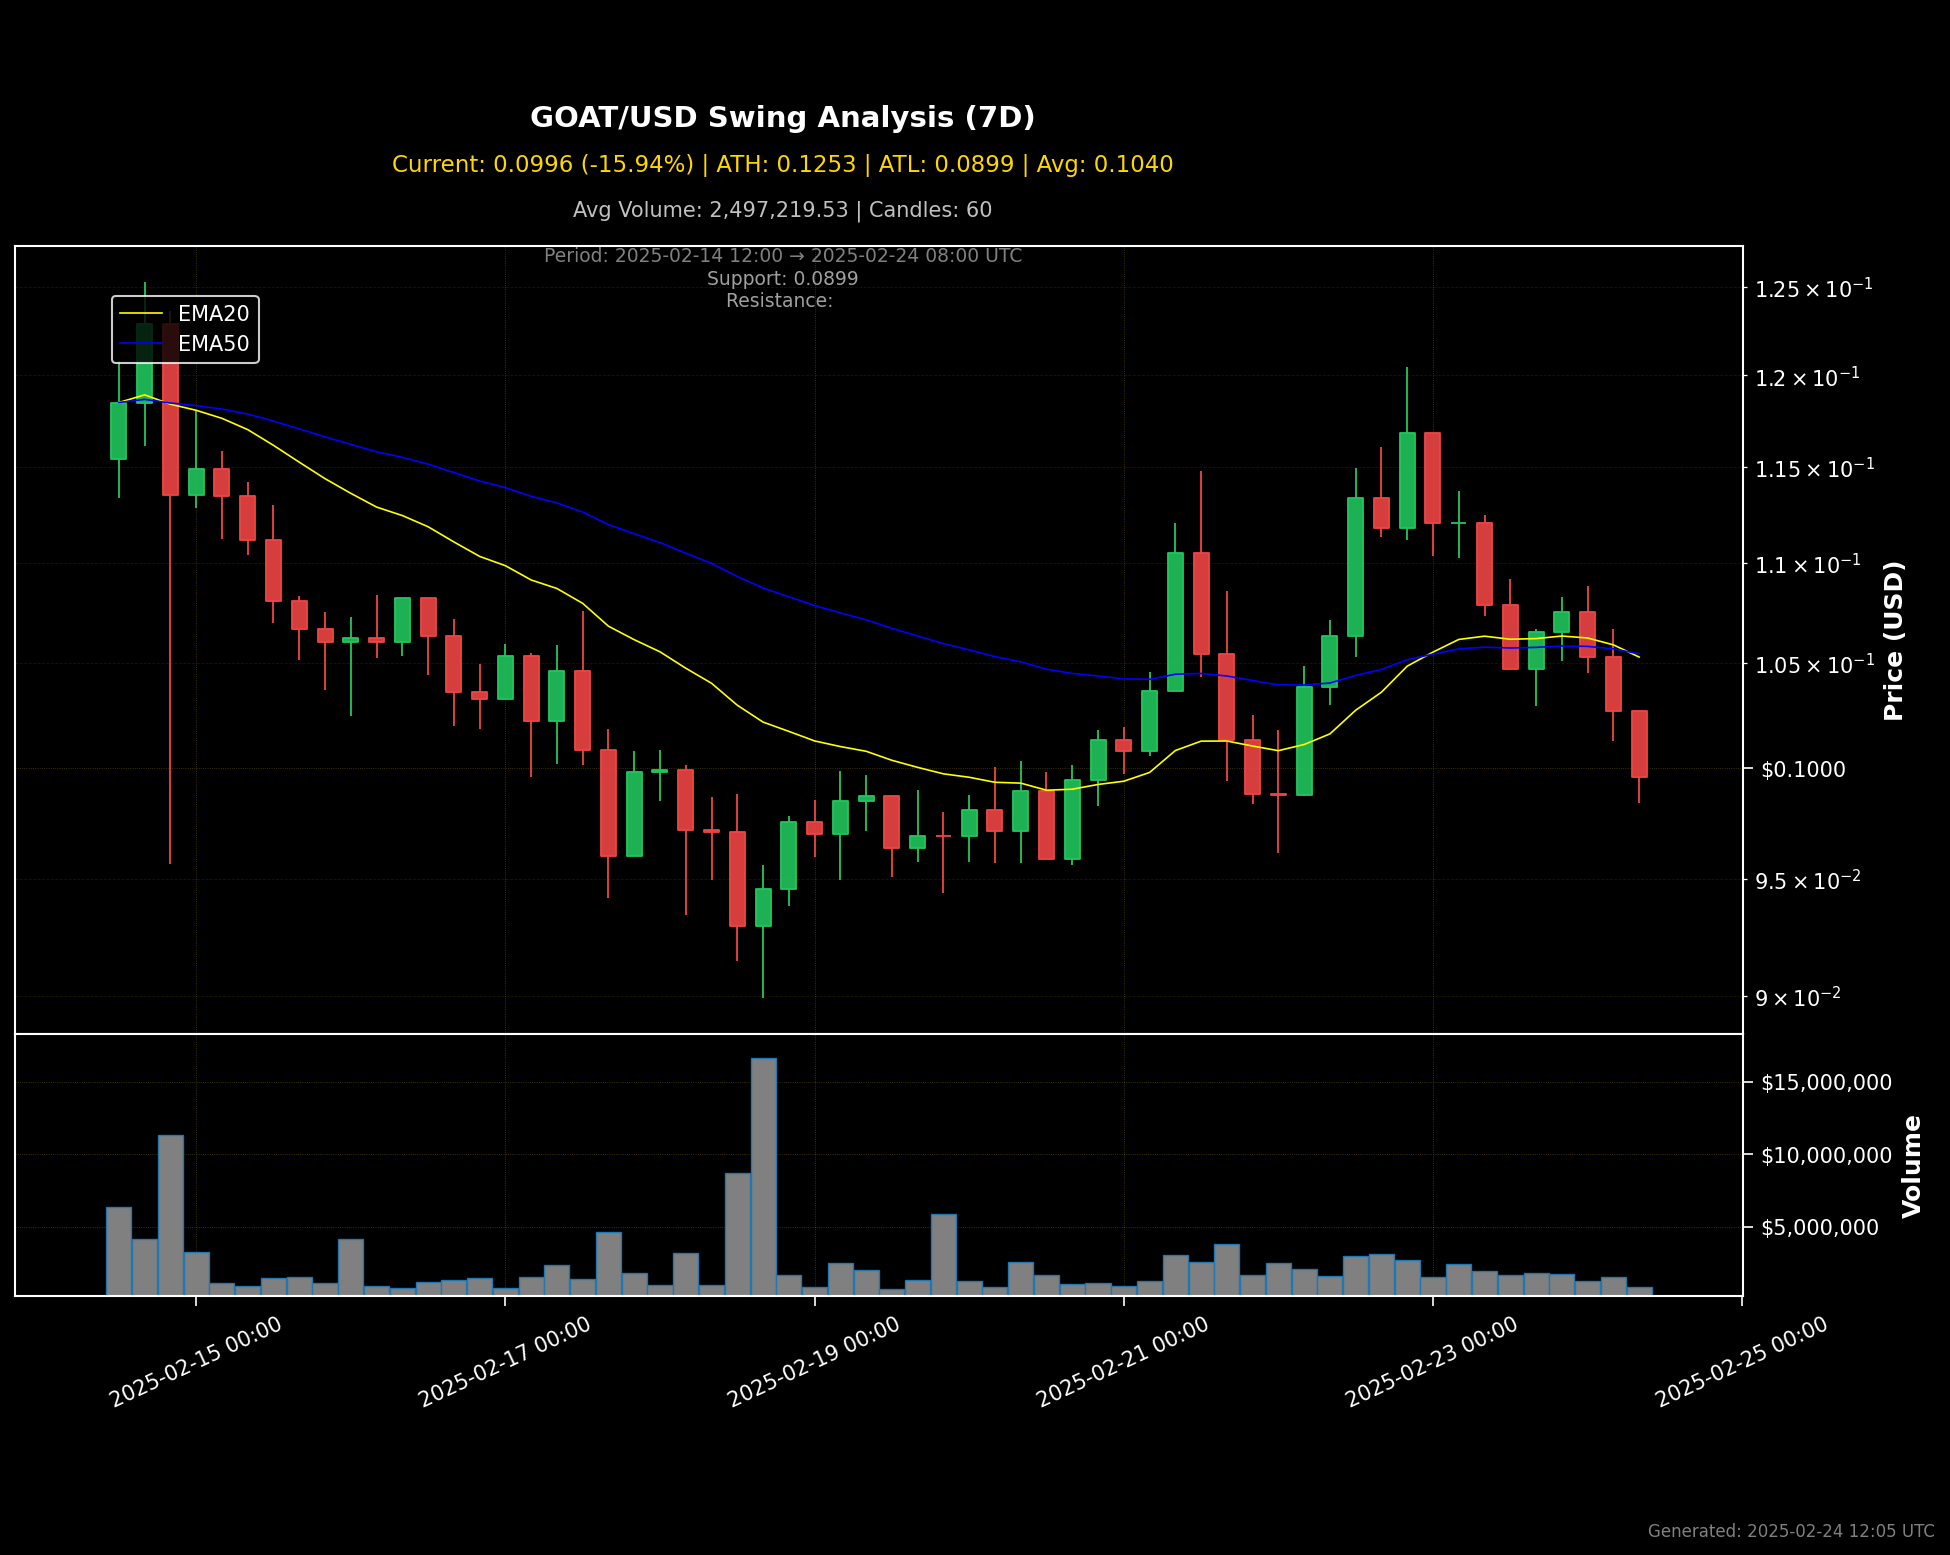 GOAT/USD Swing Analysis (7D)
Current: 0.0996 (-15.94%) | ATH: 0.1253 | ATL: 0.0899 | Avg: 0.1040
Avg Volume: 2,497,219.53 | Candles: 60
Period: 2025-02-14 12:00 → 2025-02-24 08:00 UTC
Support: 0.0899
Resistance:
EMA20
EMA50
1.25 × 10⁻¹
1.2 × 10⁻¹
1.15 × 10⁻¹
1.1 × 10⁻¹
1.05 × 10⁻¹
$0.1000
9.5 × 10⁻²
9 × 10⁻²
Price (USD)
$15,000,000
$10,000,000
$5,000,000
Volume
2025-02-15 00:00
2025-02-17 00:00
2025-02-19 00:00
2025-02-21 00:00
2025-02-23 00:00
2025-02-25 00:00
Generated: 2025-02-24 12:05 UTC